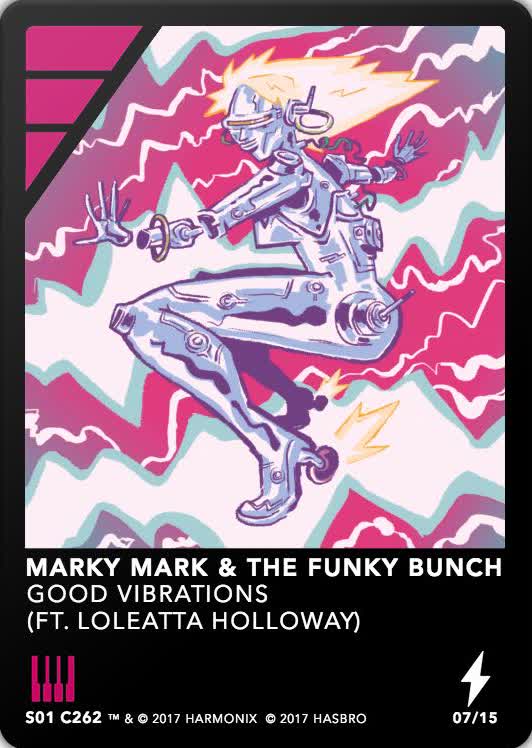 MARKY MARK & THE FUNKY BUNCH
GOOD VIBRATIONS
(FT. LOLEATTA HOLLOWAY)
S01 C262 ™ & © 2017 HARMONIX © 2017 HASBRO 07/15